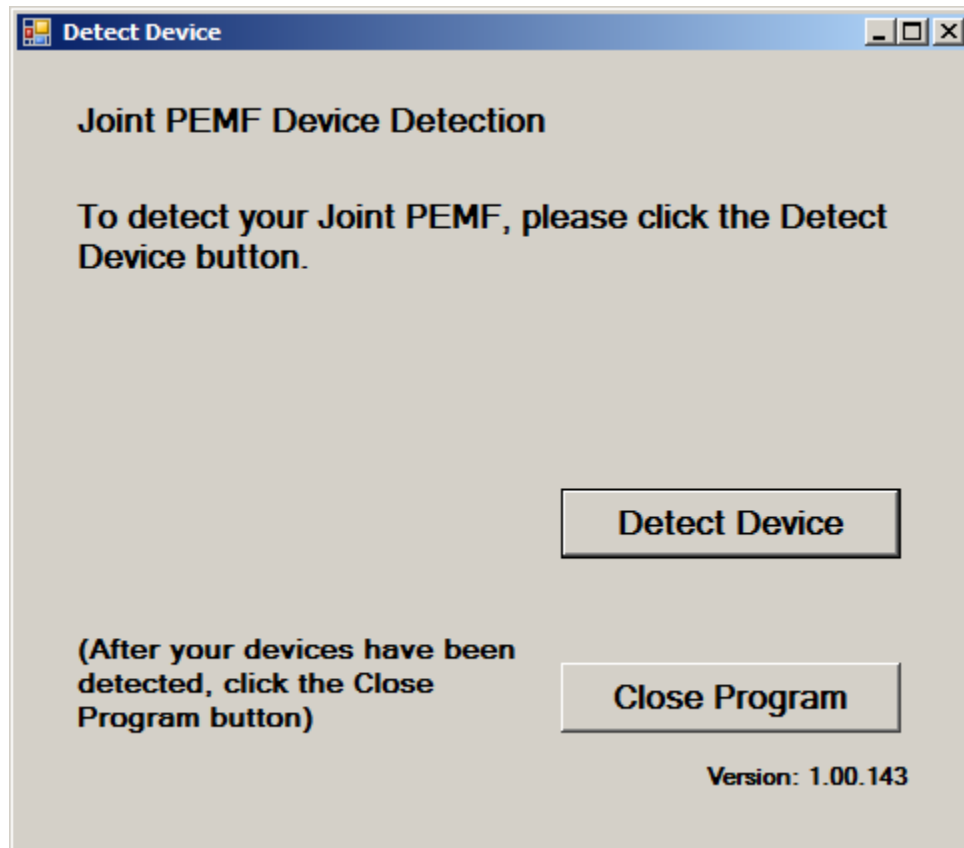 Detect Device
Joint PEMF Device Detection
To detect your Joint PEMF, please click the Detect
Device button.
Detect Device
(After your devices have been
detected, click the Close
Program button)
Close Program
Version: 1.00.143